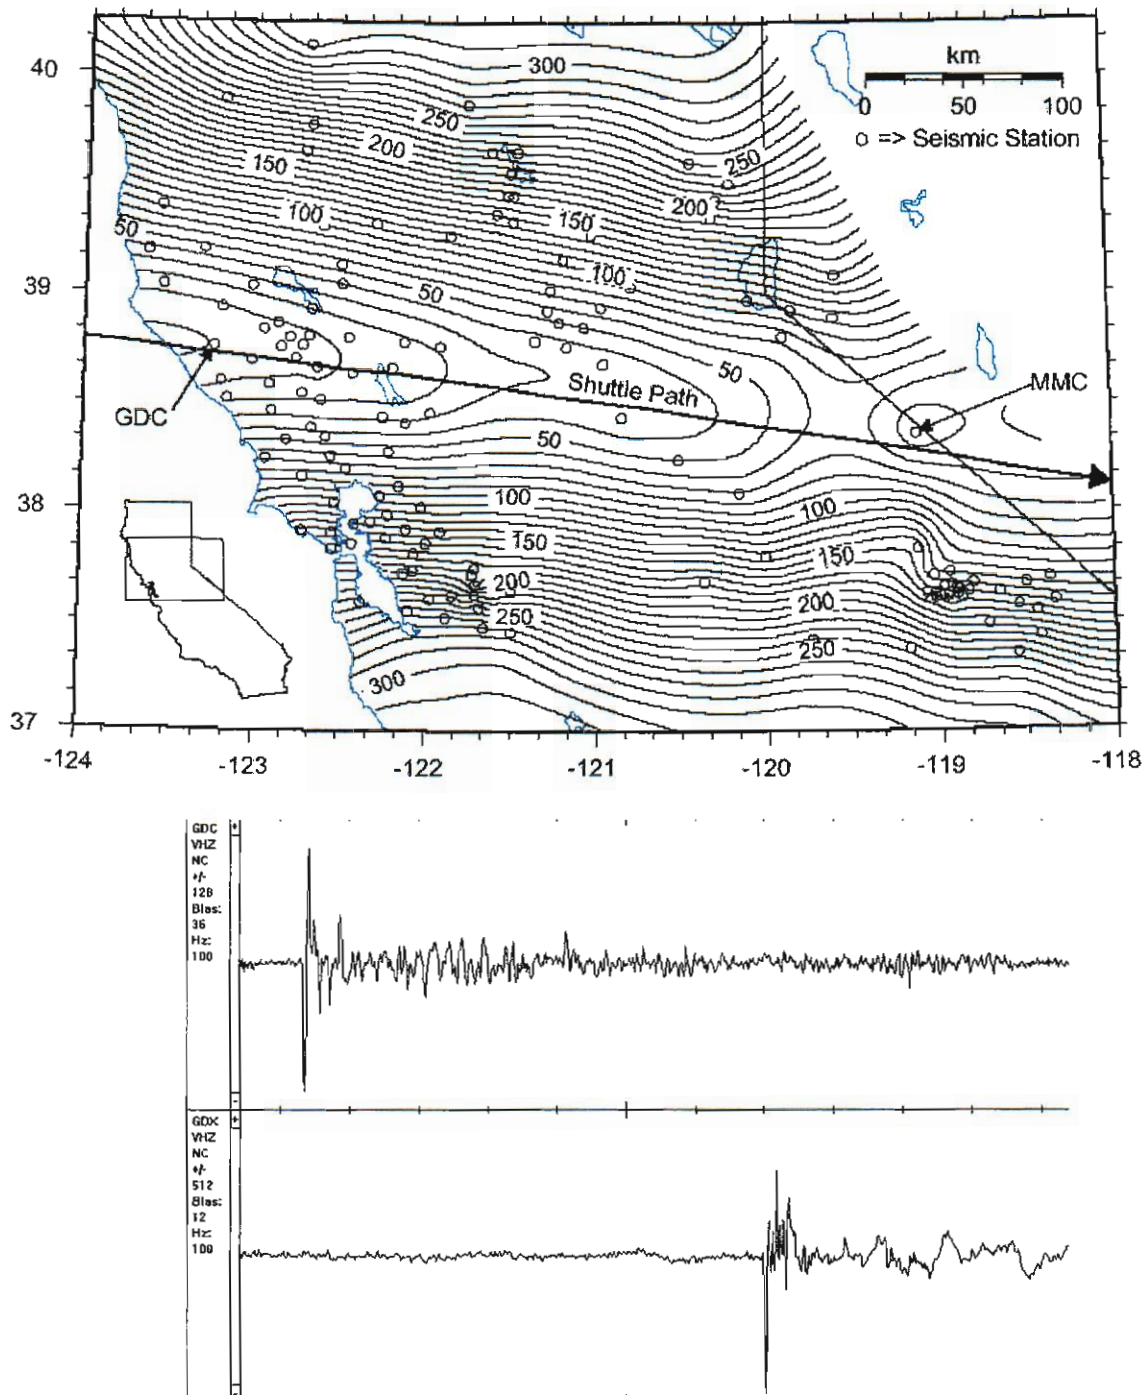 40
300
km
0 50 100
=> Seismic Station
250
200
250
150
200
100
150
50
100
39
50
50
MMC
Shuttle Path
GDC
50
38
100
100
150
150
200
200
250
250
300
37
-124 -123 -122 -121 -120 -119 -118
GDC
VHZ
NC
+/-
128
Bias:
36
Hz:
100
GDX
VHZ
NC
+/-
512
Bias:
12
Hz:
100